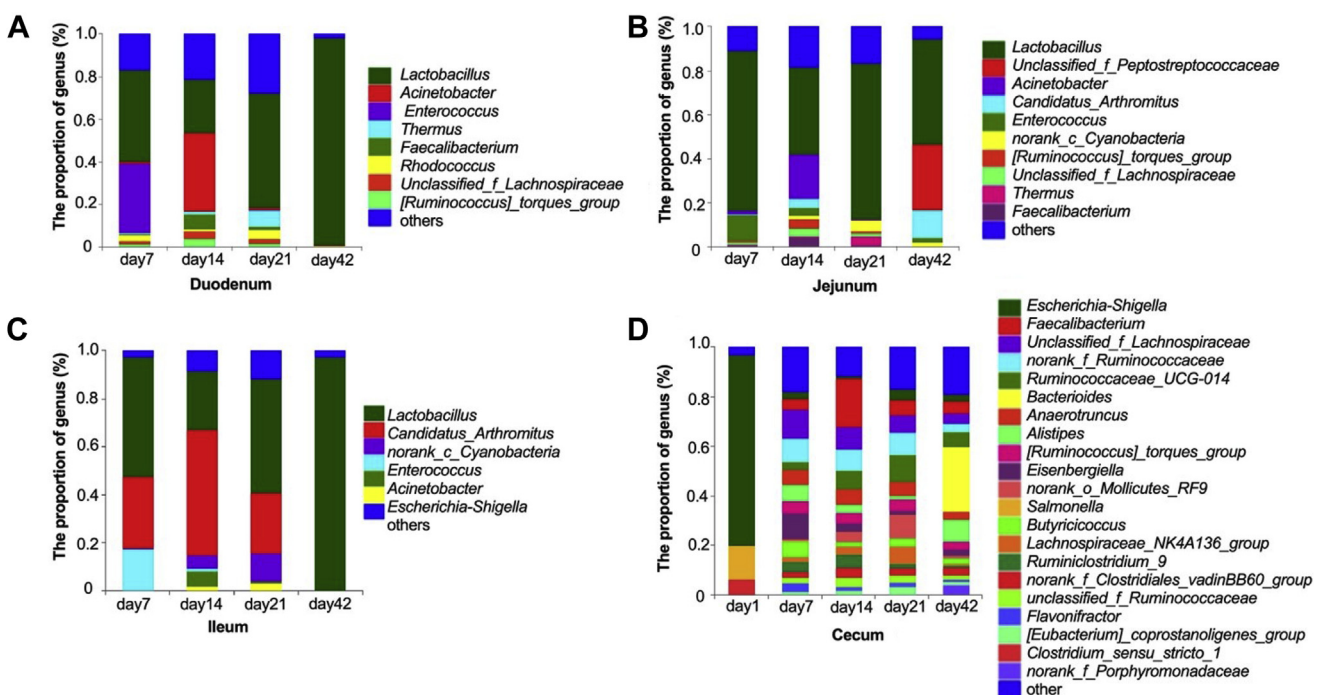 A
The proportion of genus (%)
1.0
0.8
0.6
0.4
0.2
0
day7 day14 day21 day42
Duodenum
Lactobacillus
Acinetobacter
Enterococcus
Thermus
Faecalibacterium
Rhodococcus
Unclassified_f_Lachnospiraceae
[Ruminococcus]_torques_group
others
B
The proportion of genus (%)
1.0
0.8
0.6
0.4
0.2
0
day7 day14 day21 day42
Jejunum
Lactobacillus
Unclassified_f_Peptostreptococcaceae
Acinetobacter
Candidatus_Arthromitus
Enterococcus
norank_c_Cyanobacteria
[Ruminococcus]_torques_group
Unclassified_f_Lachnospiraceae
Thermus
Faecalibacterium
others
C
The proportion of genus (%)
1.0
0.8
0.6
0.4
0.2
0
day7 day14 day21 day42
Ileum
Lactobacillus
Candidatus_Arthromitus
norank_c_Cyanobacteria
Enterococcus
Acinetobacter
Escherichia-Shigella
others
D
The proportion of genus (%)
1.0
0.8
0.6
0.4
0.2
0
day1 day7 day14 day21 day42
Cecum
Escherichia-Shigella
Faecalibacterium
Unclassified_f_Lachnospiraceae
norank_f_Ruminococcaceae
Ruminococcaceae_UCG-014
Bacterioides
Anaerotruncus
Alistipes
[Ruminococcus]_torques_group
Eisenbergiella
norank_o_Mollicutes_RF9
Salmonella
Butyricicoccus
Lachnospiraceae_NK4A136_group
Ruminiclostridium_9
norank_f_Clostridiales_vadinBB60_group
unclassified_f_Ruminococcaceae
Flavonifractor
[Eubacterium]_coprostanoligenes_group
Clostridium_sensu_stricto_1
norank_f_Porphyromonadaceae
other